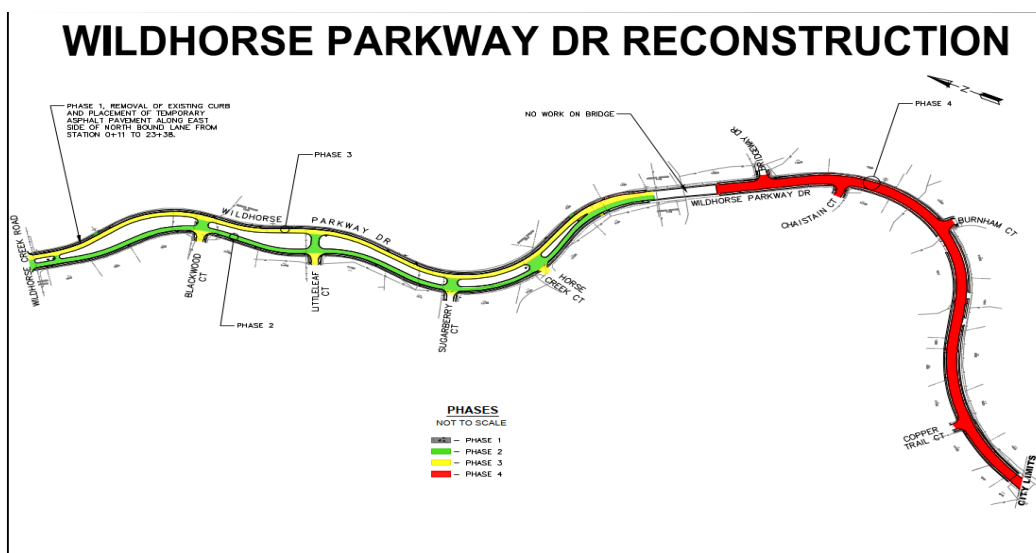 WILDHORSE PARKWAY DR RECONSTRUCTION
PHASE 1, REMOVAL OF EXISTING CURB
AND PLACEMENT OF TEMPORARY
ASPHALT PAVEMENT ALONG EAST
SIDE OF NORTH BOUND LANE FROM
STATION 0+11 TO 23+38.
N
PHASE 4
NO WORK ON BRIDGE
PHASE 3
BRIDGEWAY DR
WILDHORSE PARKWAY DR
WILDHORSE PARKWAY DR
CHAISTAIN CT
BURNHAM CT
WILDHORSE CREEK ROAD
BLACKWOOD
CT
LITTLELEAF
CT
PHASE 2
SUGARBERRY
CT
HORSE
CREEK CT
COPPER
TRAIL CT
CITY LIMITS
PHASES
NOT TO SCALE
– PHASE 1
– PHASE 2
– PHASE 3
– PHASE 4